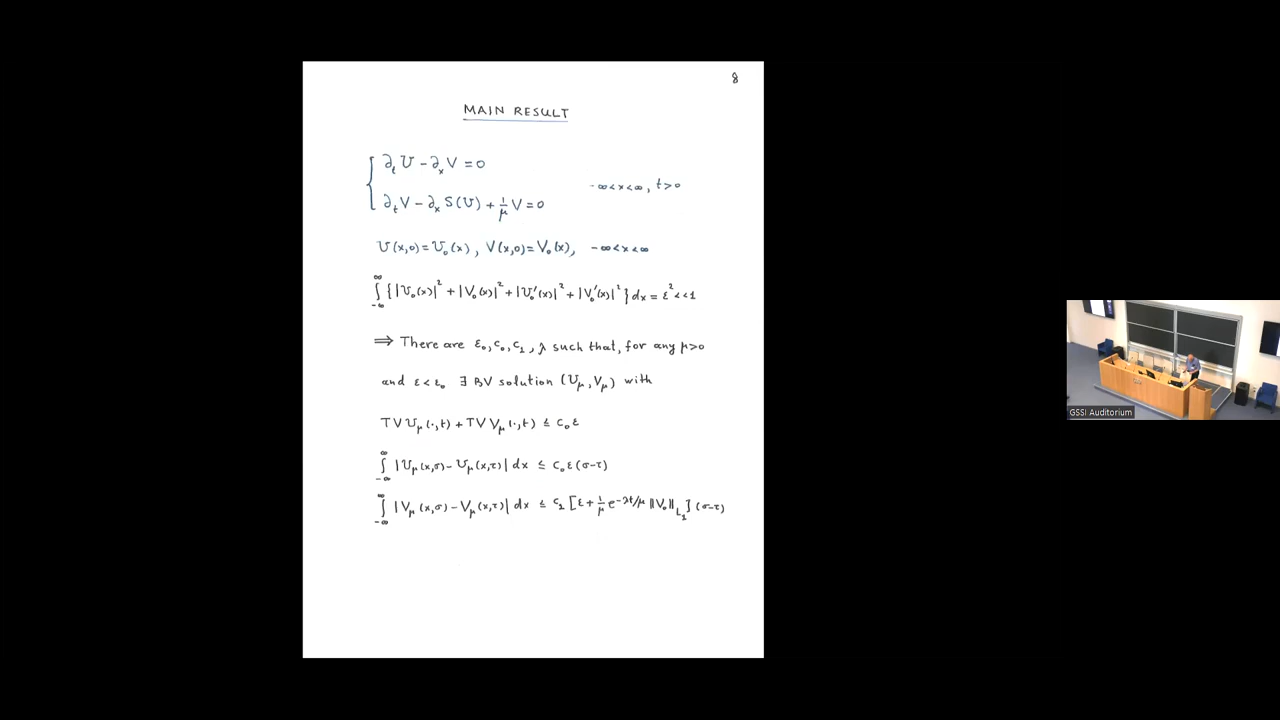 8
MAIN RESULT
∂ₜU − ∂ₓV = 0
−∞<x<∞, t>0
∂ₜV − ∂ₓS(U) + 1/μ V = 0
U(x,0) = U₀(x), V(x,0) = V₀(x), −∞<x<∞
∫_{−∞}^{∞} {|U₀(x)|² + |V₀(x)|² + |U₀′(x)|² + |V₀′(x)|²} dx = ε² << 1
⇒ There are ε₀, c₀, c₁, λ such that, for any μ>0
and ε<ε₀ ∃ BV solution (U_μ, V_μ) with
TV U_μ(·,t) + TV V_μ(·,t) ≤ c₀ε
∫_{−∞}^{∞} |U_μ(x,σ) − U_μ(x,τ)| dx ≤ c₀ε(σ−τ)
∫_{−∞}^{∞} |V_μ(x,σ) − V_μ(x,τ)| dx ≤ c₁[ε + 1/μ e^{−λt/μ} ‖V₀‖_{L₁}](σ−τ)
GSSI Auditorium